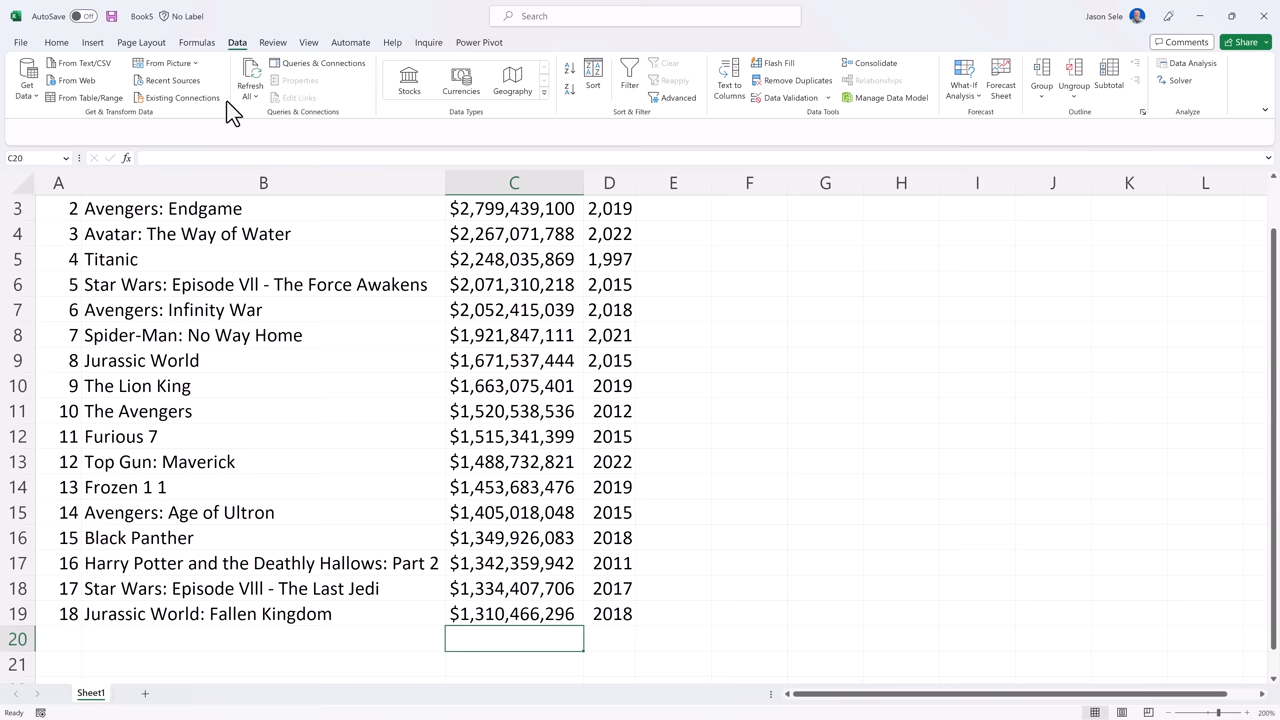 AutoSave Off Book5 No Label Search Jason Sele
File Home Insert Page Layout Formulas Data Review View Automate Help Inquire Power Pivot Comments Share
From Text/CSV From Picture Queries & Connections Clear Flash Fill Consolidate Data Analysis
From Web Recent Sources Properties Reapply Remove Duplicates Relationships Solver
Get Data Refresh All Stocks Currencies Geography Sort Filter Text to Columns What-If Analysis Forecast Sheet Group Ungroup Subtotal
From Table/Range Existing Connections Edit Links Advanced Data Validation Manage Data Model
Get & Transform Data Queries & Connections Data Types Sort & Filter Data Tools Forecast Outline Analyze
C20 fx
A B C D E F G H I J K L
3 2 Avengers: Endgame $2,799,439,100 2,019
4 3 Avatar: The Way of Water $2,267,071,788 2,022
5 4 Titanic $2,248,035,869 1,997
6 5 Star Wars: Episode Vll - The Force Awakens $2,071,310,218 2,015
7 6 Avengers: Infinity War $2,052,415,039 2,018
8 7 Spider-Man: No Way Home $1,921,847,111 2,021
9 8 Jurassic World $1,671,537,444 2,015
10 9 The Lion King $1,663,075,401 2019
11 10 The Avengers $1,520,538,536 2012
12 11 Furious 7 $1,515,341,399 2015
13 12 Top Gun: Maverick $1,488,732,821 2022
14 13 Frozen 1 1 $1,453,683,476 2019
15 14 Avengers: Age of Ultron $1,405,018,048 2015
16 15 Black Panther $1,349,926,083 2018
17 16 Harry Potter and the Deathly Hallows: Part 2 $1,342,359,942 2011
18 17 Star Wars: Episode Vlll - The Last Jedi $1,334,407,706 2017
19 18 Jurassic World: Fallen Kingdom $1,310,466,296 2018
20
21
Sheet1
Ready 200%